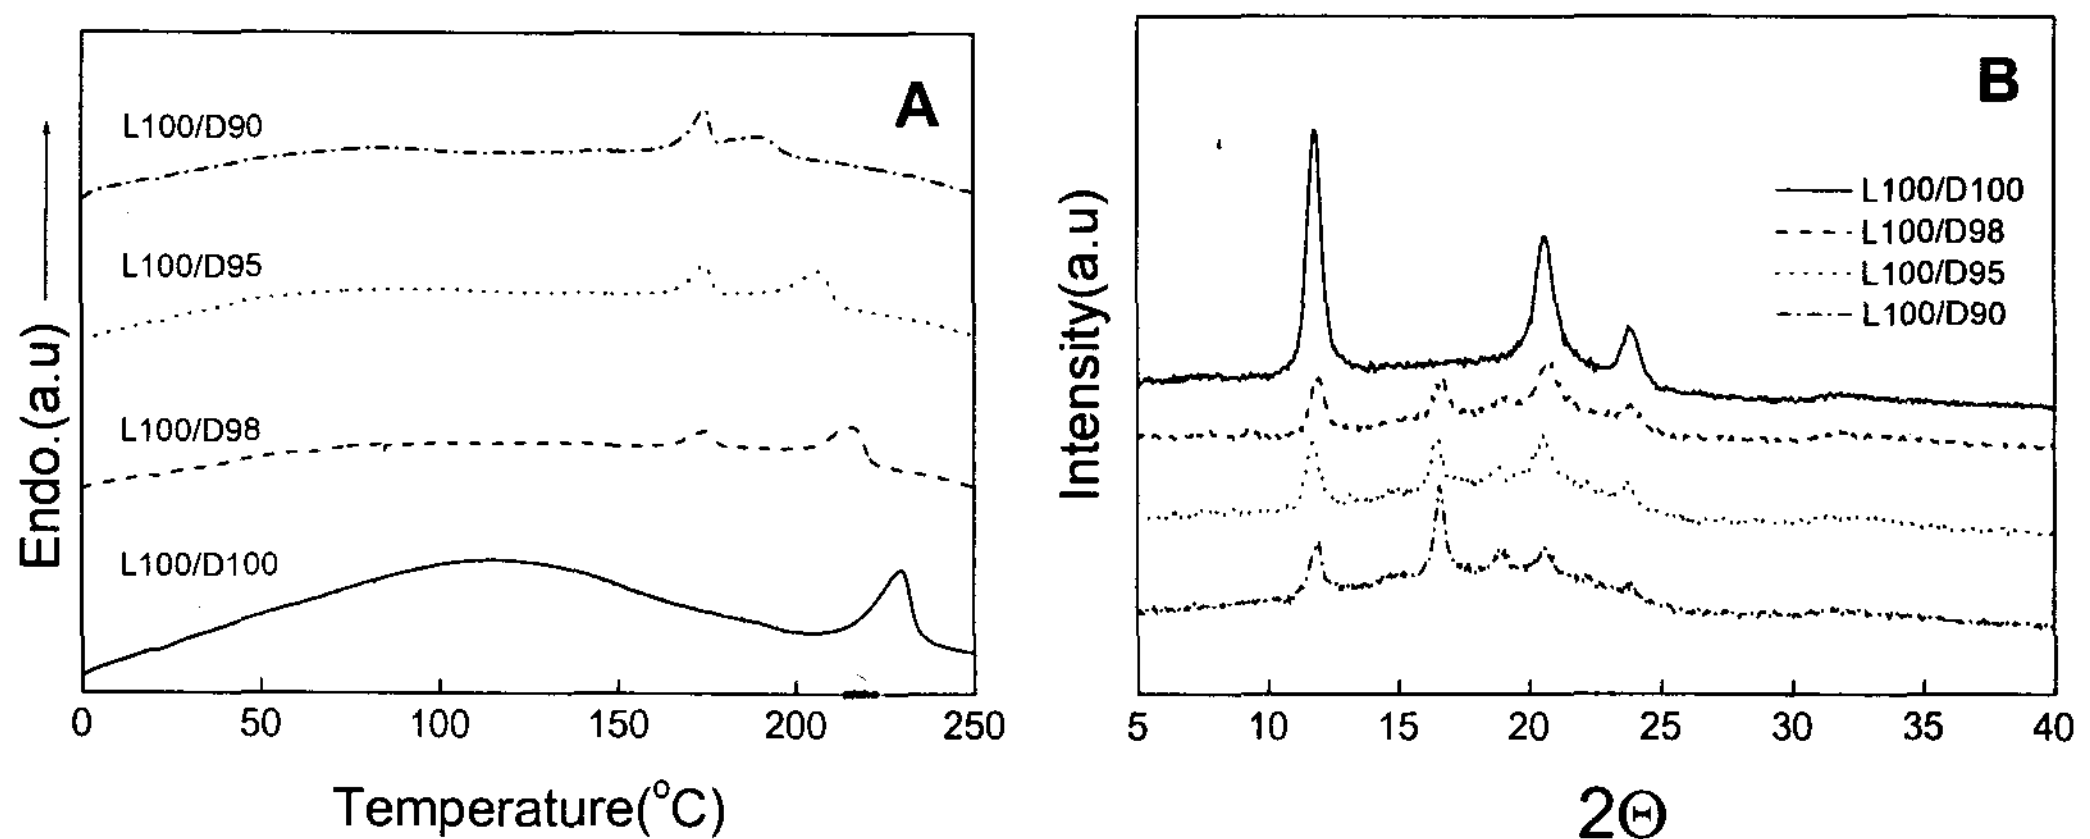 A
L100/D90
L100/D95
L100/D98
L100/D100
Endo.(a.u)
0 50 100 150 200 250
Temperature(°C)
B
L100/D100
L100/D98
L100/D95
L100/D90
Intensity(a.u)
5 10 15 20 25 30 35 40
2Θ